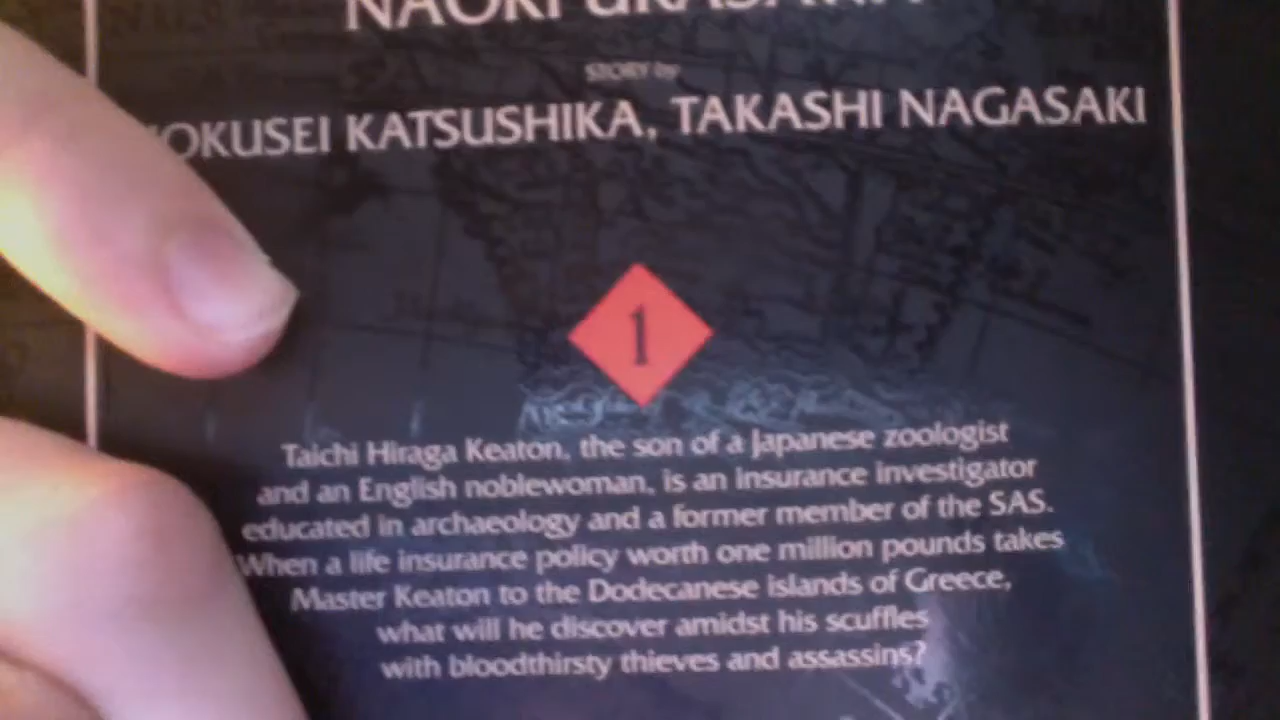 NAOKI URASAWA
STORY by
HOKUSEI KATSUSHIKA, TAKASHI NAGASAKI
1
Taichi Hiraga Keaton, the son of a Japanese zoologist
and an English noblewoman, is an insurance investigator
educated in archaeology and a former member of the SAS.
When a life insurance policy worth one million pounds takes
Master Keaton to the Dodecanese islands of Greece,
what will he discover amidst his scuffles
with bloodthirsty thieves and assassins?